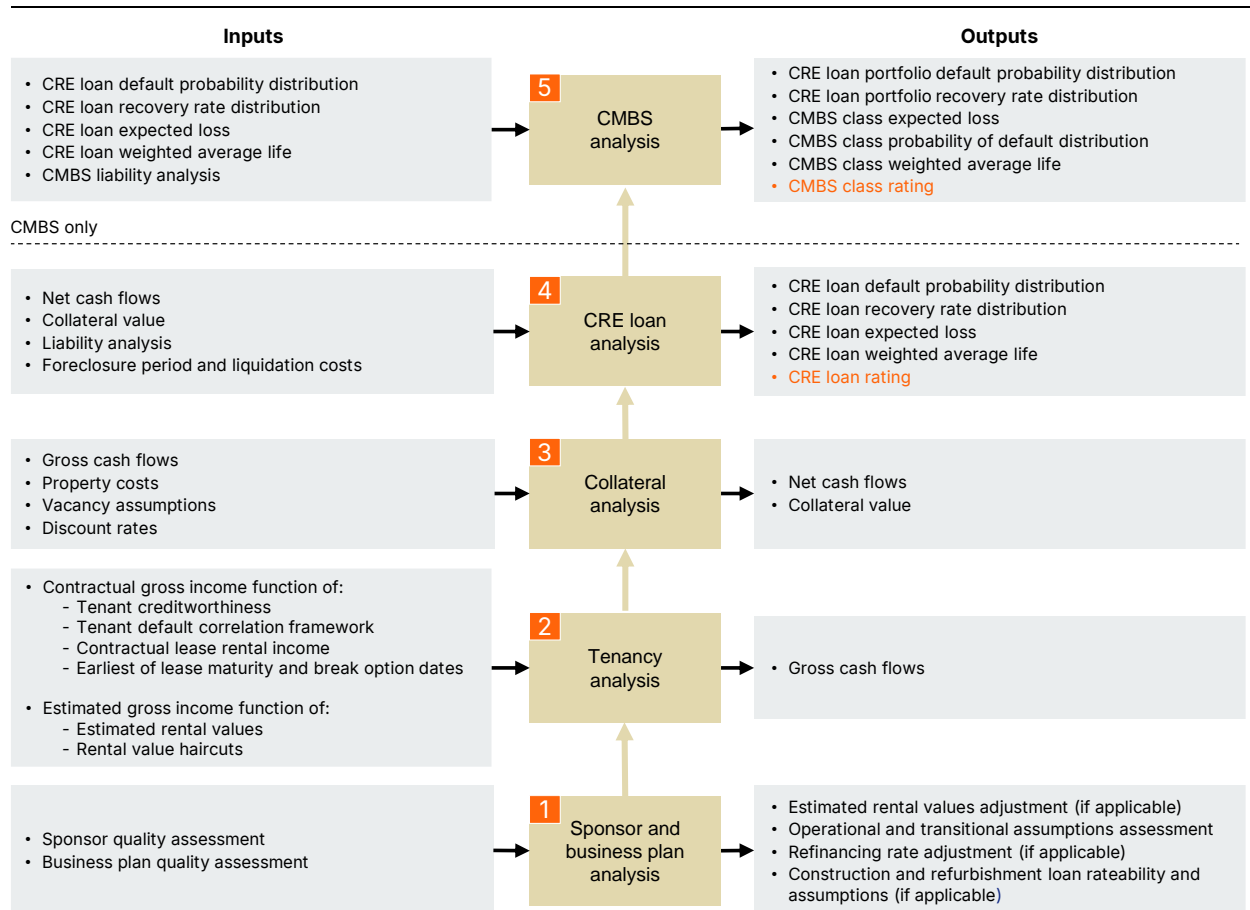 Inputs
Outputs
• CRE loan default probability distribution
• CRE loan recovery rate distribution
• CRE loan expected loss
• CRE loan weighted average life
• CMBS liability analysis
5
CMBS
analysis
• CRE loan portfolio default probability distribution
• CRE loan portfolio recovery rate distribution
• CMBS class expected loss
• CMBS class probability of default distribution
• CMBS class weighted average life
• CMBS class rating
CMBS only
• Net cash flows
• Collateral value
• Liability analysis
• Foreclosure period and liquidation costs
4
CRE loan
analysis
• CRE loan default probability distribution
• CRE loan recovery rate distribution
• CRE loan expected loss
• CRE loan weighted average life
• CRE loan rating
• Gross cash flows
• Property costs
• Vacancy assumptions
• Discount rates
3
Collateral
analysis
• Net cash flows
• Collateral value
• Contractual gross income function of:
- Tenant creditworthiness
- Tenant default correlation framework
- Contractual lease rental income
- Earliest of lease maturity and break option dates
• Estimated gross income function of:
- Estimated rental values
- Rental value haircuts
2
Tenancy
analysis
• Gross cash flows
• Sponsor quality assessment
• Business plan quality assessment
1
Sponsor and
business plan
analysis
• Estimated rental values adjustment (if applicable)
• Operational and transitional assumptions assessment
• Refinancing rate adjustment (if applicable)
• Construction and refurbishment loan rateability and
assumptions (if applicable)